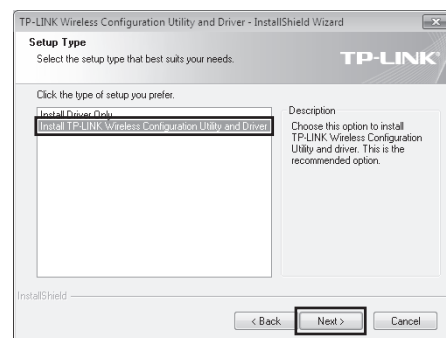 TP-LINK Wireless Configuration Utility and Driver - InstallShield Wizard
Setup Type
Select the setup type that best suits your needs.
TP-LINK®
Click the type of setup you prefer.
Install Driver Only
Install TP-LINK Wireless Configuration Utility and Driver
Description
Choose this option to install
TP-LINK Wireless Configuration
Utility and driver. This is the
recommended option.
InstallShield
< Back
Next >
Cancel